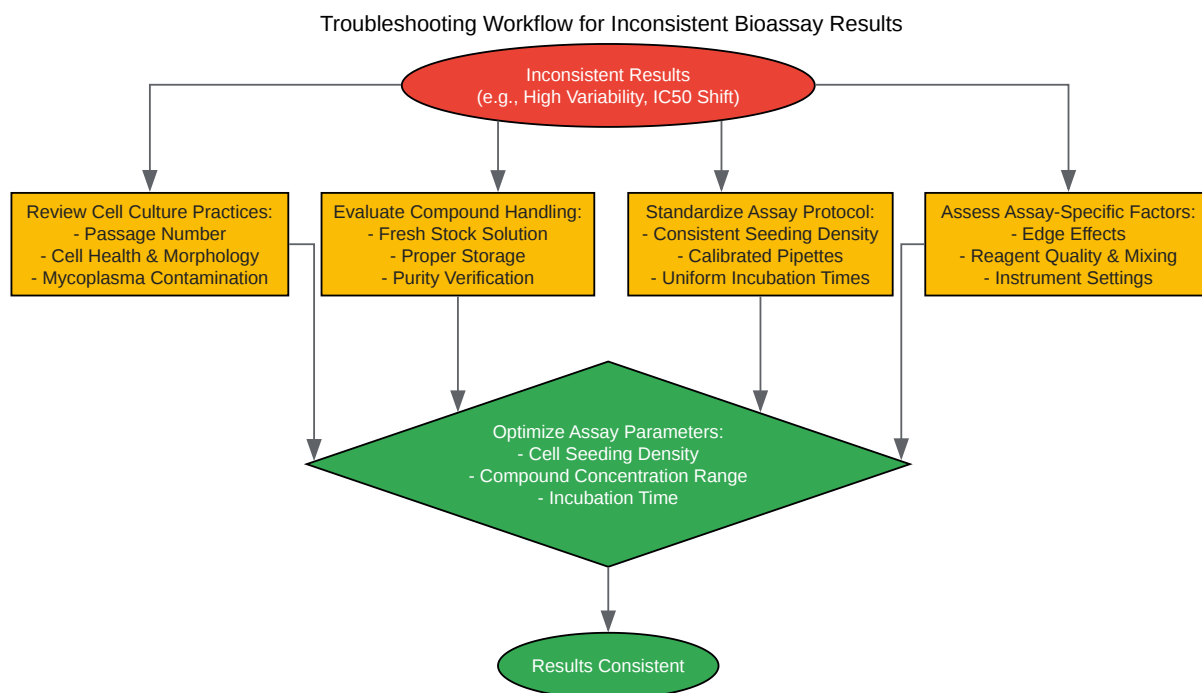 Troubleshooting Workflow for Inconsistent Bioassay Results
Inconsistent Results
(e.g., High Variability, IC50 Shift)
Review Cell Culture Practices:
- Passage Number
- Cell Health & Morphology
- Mycoplasma Contamination
Evaluate Compound Handling:
- Fresh Stock Solution
- Proper Storage
- Purity Verification
Standardize Assay Protocol:
- Consistent Seeding Density
- Calibrated Pipettes
- Uniform Incubation Times
Assess Assay-Specific Factors:
- Edge Effects
- Reagent Quality & Mixing
- Instrument Settings
Optimize Assay Parameters:
- Cell Seeding Density
- Compound Concentration Range
- Incubation Time
Results Consistent